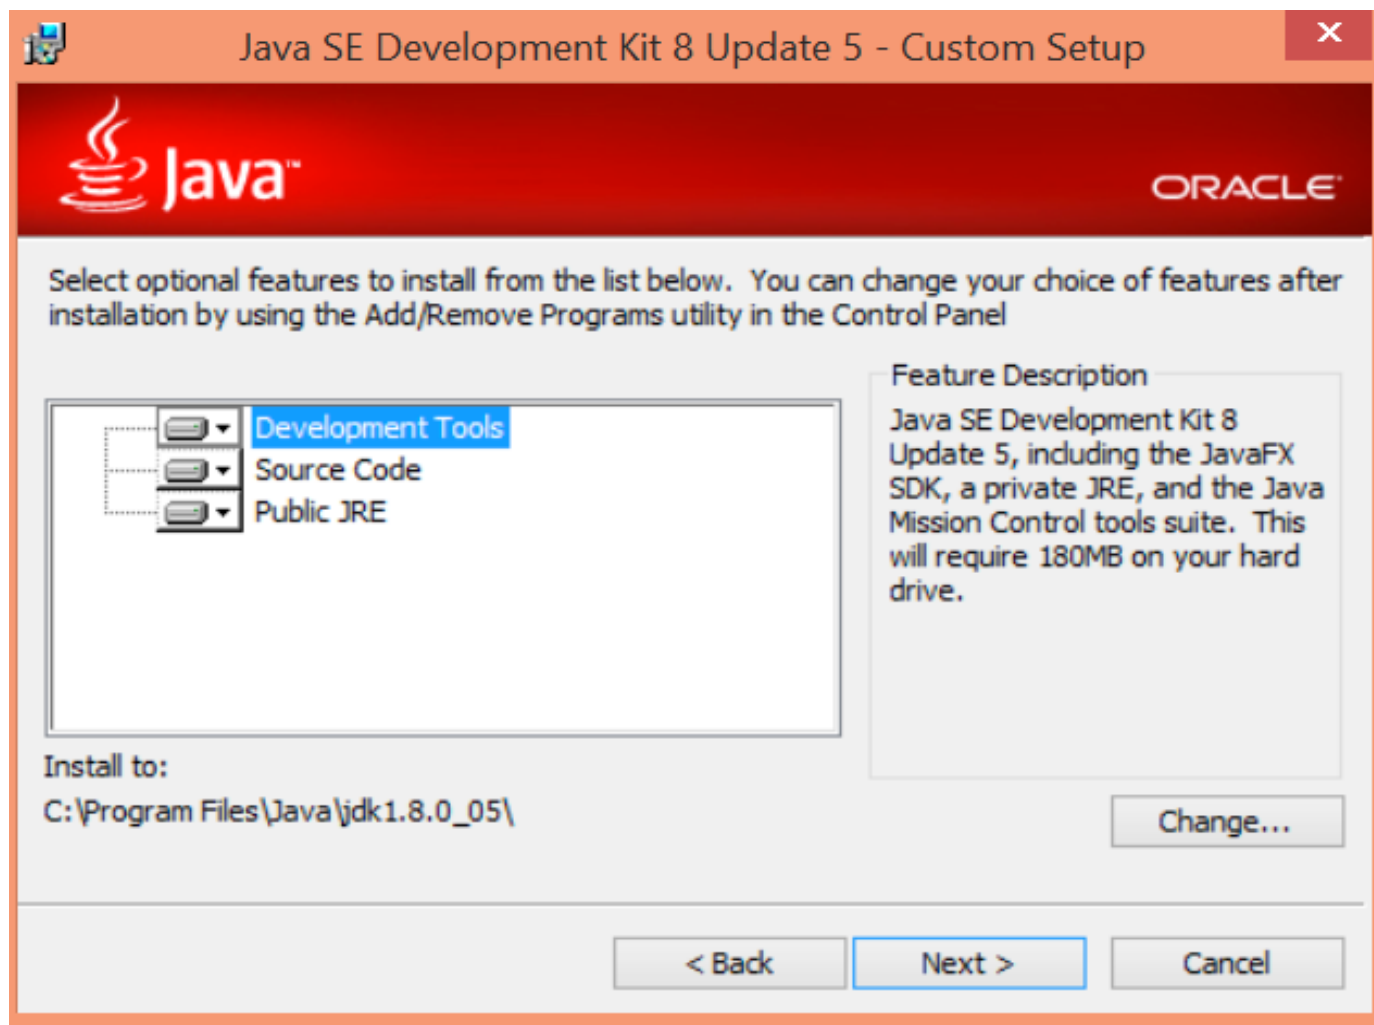 Java SE Development Kit 8 Update 5 - Custom Setup
Java™
ORACLE
Select optional features to install from the list below.  You can change your choice of features after
installation by using the Add/Remove Programs utility in the Control Panel
Development Tools
Source Code
Public JRE
Feature Description
Java SE Development Kit 8
Update 5, including the JavaFX
SDK, a private JRE, and the Java
Mission Control tools suite.  This
will require 180MB on your hard
drive.
Install to:
C:\Program Files\Java\jdk1.8.0_05\
Change...
< Back
Next >
Cancel